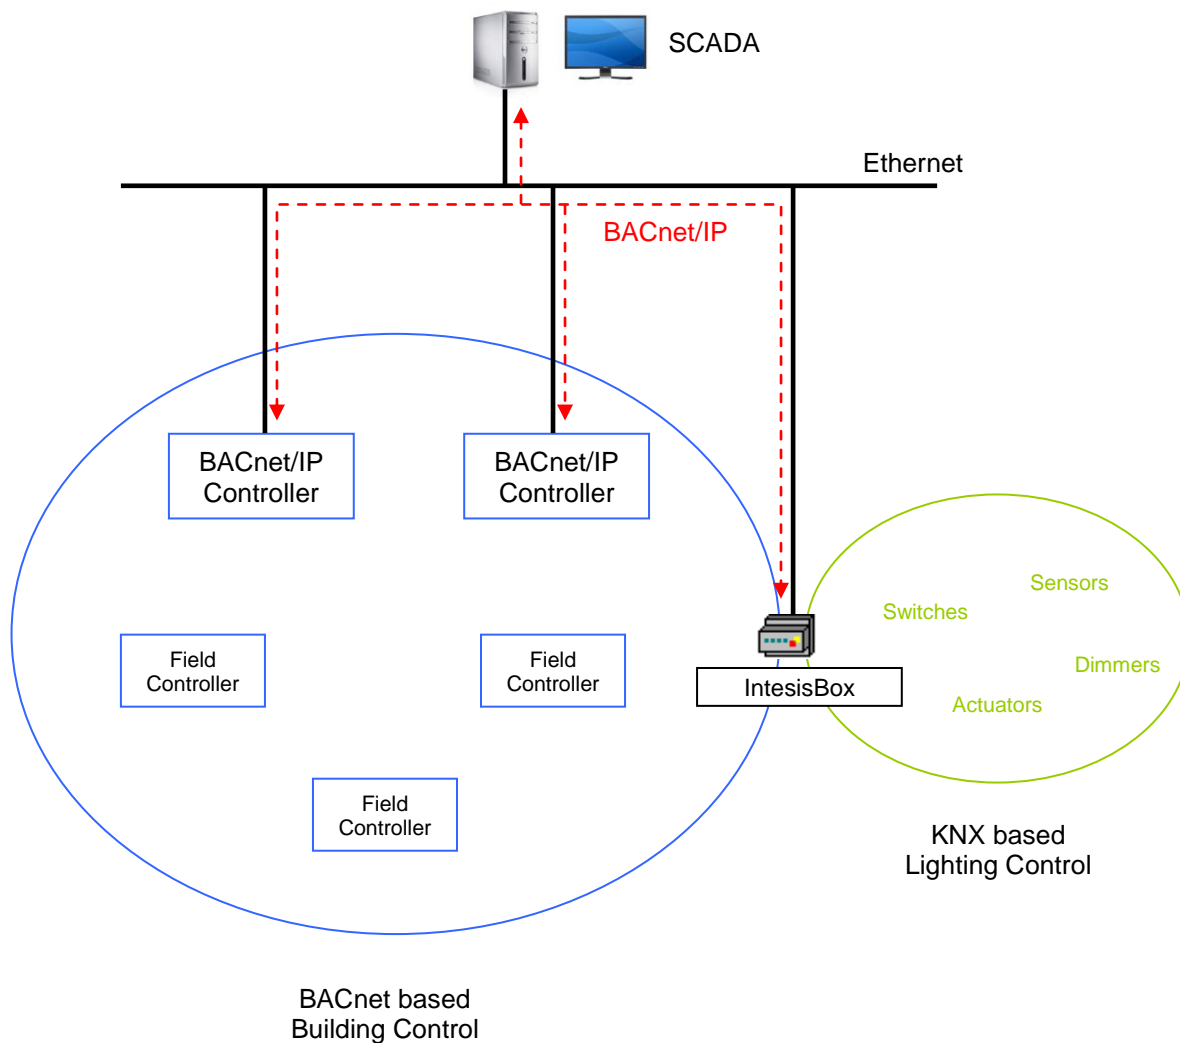 SCADA
Ethernet
BACnet/IP
BACnet/IP
Controller
BACnet/IP
Controller
Sensors
Switches
Field
Controller
Field
Controller
Dimmers
IntesisBox
Actuators
Field
Controller
KNX based
Lighting Control
BACnet based
Building Control